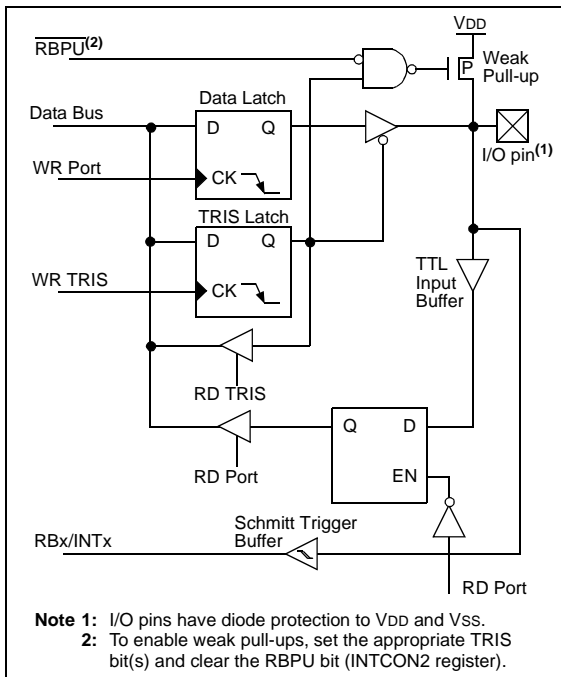 VDD
RBPU(2)
Weak
Pull-up
P
Data Latch
Data Bus
D Q
I/O pin(1)
WR Port
CK
TRIS Latch
D Q
TTL
Input
Buffer
WR TRIS
CK
RD TRIS
Q D
RD Port
EN
Schmitt Trigger
Buffer
RBx/INTx
RD Port
Note 1: I/O pins have diode protection to VDD and VSS.
2: To enable weak pull-ups, set the appropriate TRIS
bit(s) and clear the RBPU bit (INTCON2 register).